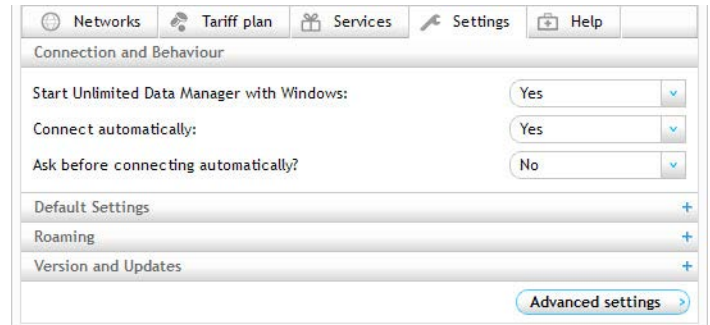 Networks Tariff plan Services Settings Help
Connection and Behaviour
Start Unlimited Data Manager with Windows: Yes
Connect automatically: Yes
Ask before connecting automatically? No
Default Settings +
Roaming +
Version and Updates +
Advanced settings >